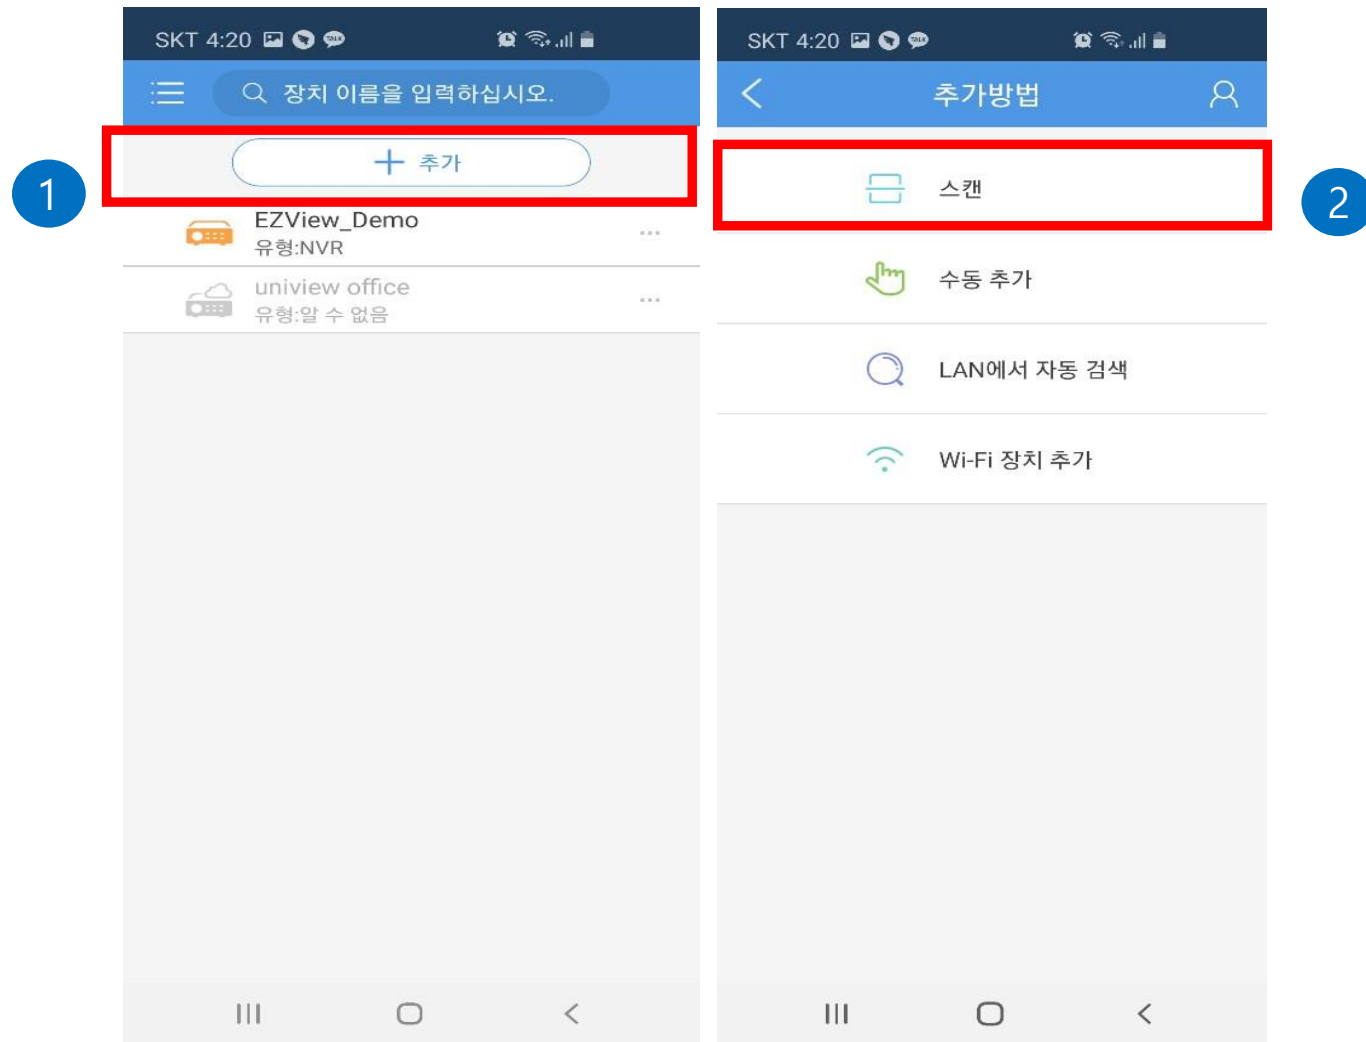 SKT 4:20
장치 이름을 입력하십시오.
추가
1
EZView_Demo
유형:NVR
uniview office
유형:알 수 없음
SKT 4:20
추가방법
스캔
2
수동 추가
LAN에서 자동 검색
Wi-Fi 장치 추가